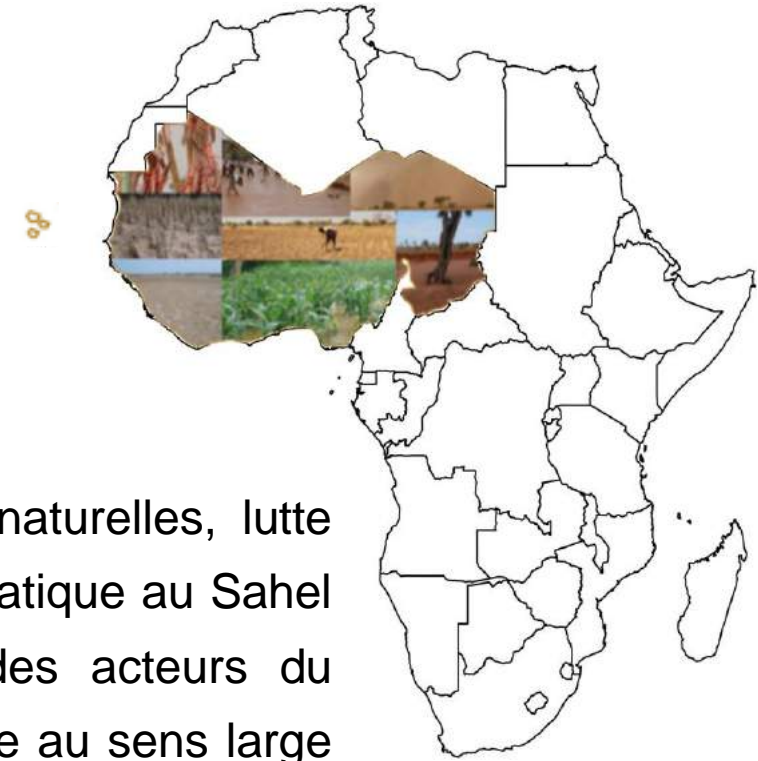 naturelles, lutte
atique au Sahel
des acteurs du
e au sens large